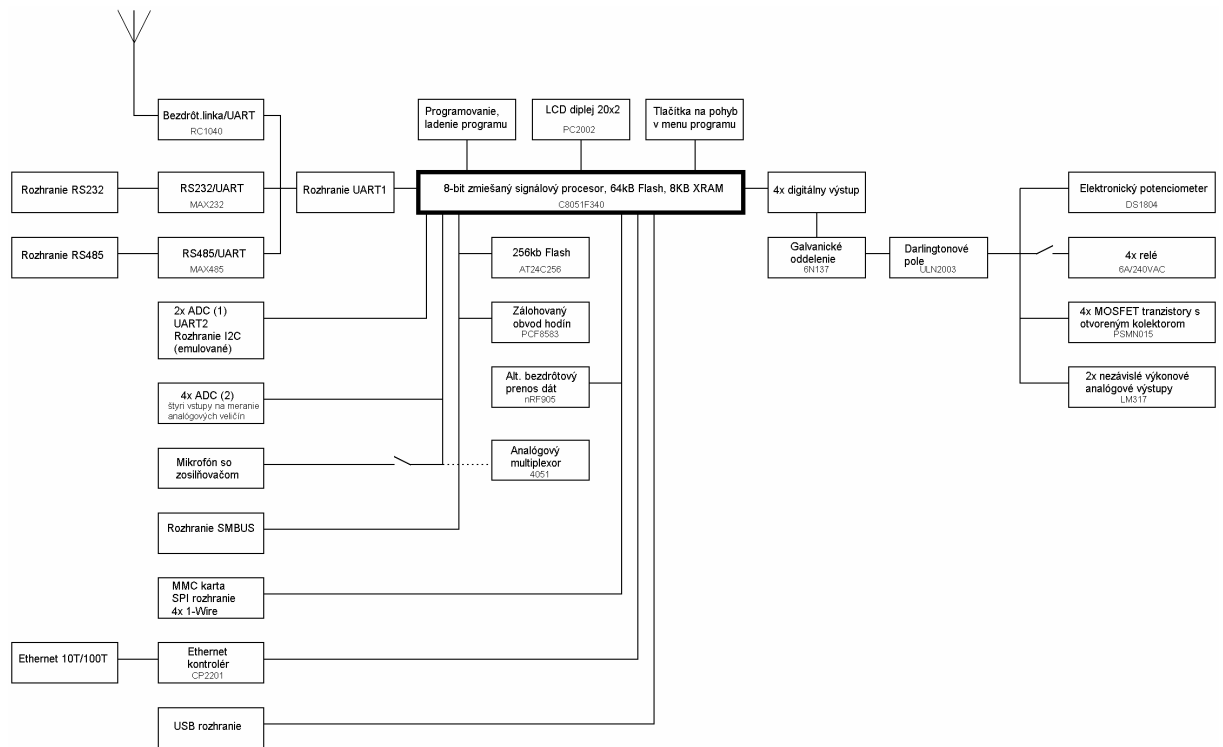 Bezdrôt.linka/UART
RC1040
Programovanie,
ladenie programu
LCD diplej 20x2
PC2002
Tlačítka na pohyb
v menu programu
Rozhranie RS232
RS232/UART
MAX232
Rozhranie UART1
8-bit zmiešaný signálový procesor, 64kB Flash, 8KB XRAM
C8051F340
4x digitálny výstup
Elektronický potenciometer
DS1804
Rozhranie RS485
RS485/UART
MAX485
256kb Flash
AT24C256
Galvanické
oddelenie
6N137
Darlingtonové
pole
ULN2003
4x relé
6A/240VAC
2x ADC (1)
UART2
Rozhranie I2C
(emulované)
Zálohovaný
obvod hodín
PCF8583
4x MOSFET tranzistory s
otvoreným kolektorom
PSMN015
4x ADC (2)
štyri vstupy na meranie
analógových veličín
Alt. bezdrôtový
prenos dát
nRF905
2x nezávislé výkonové
analógové výstupy
LM317
Mikrofón so
zosilňovačom
Analógový
multiplexor
4051
Rozhranie SMBUS
MMC karta
SPI rozhranie
4x 1-Wire
Ethernet 10T/100T
Ethernet
kontrolér
CP2201
USB rozhranie